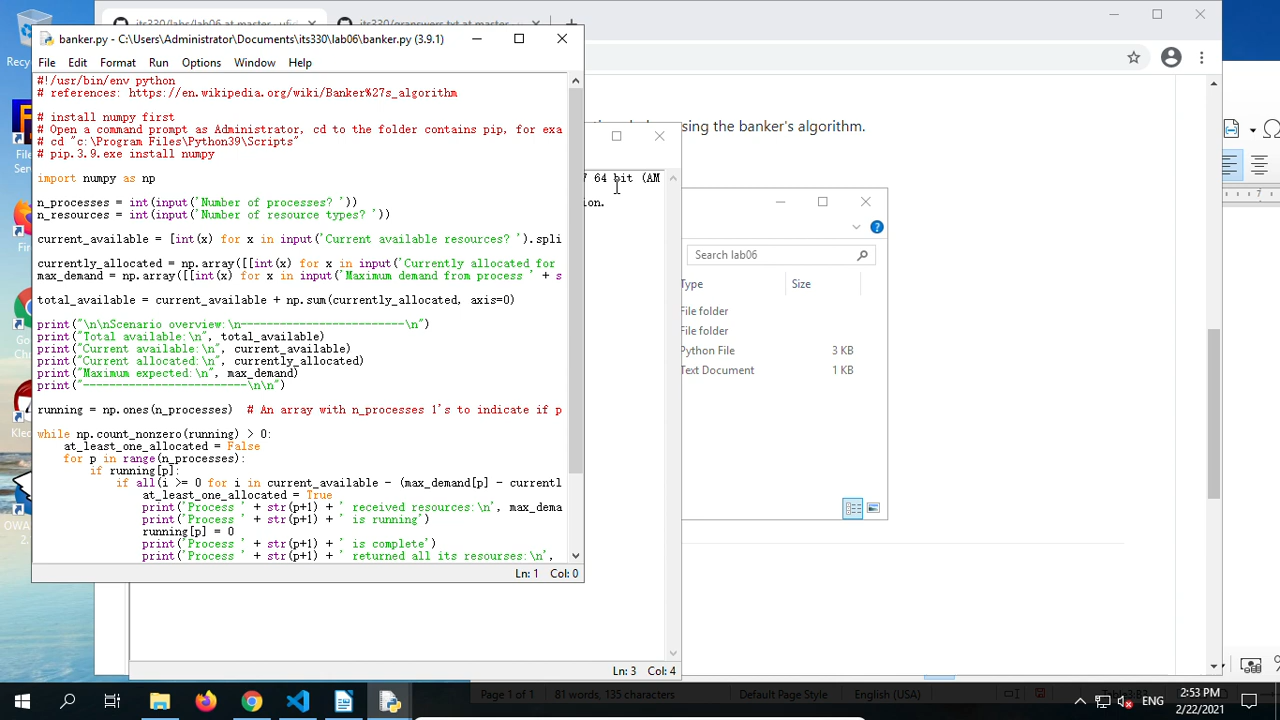 its330/labs/lab06 at master · ufi
its330/qranswers.txt at master
banker.py - C:\Users\Administrator\Documents\its330\lab06\banker.py (3.9.1)
File Edit Format Run Options Window Help
#!/usr/bin/env python
# references: https://en.wikipedia.org/wiki/Banker%27s_algorithm
# install numpy first
# Open a command prompt as Administrator, cd to the folder contains pip, for exa
# cd "c:\Program Files\Python39\Scripts"
# pip.3.9.exe install numpy
import numpy as np
n_processes = int(input('Number of processes? '))
n_resources = int(input('Number of resource types? '))
current_available = [int(x) for x in input('Current available resources? ').spli
currently_allocated = np.array([[int(x) for x in input('Currently allocated for
max_demand = np.array([[int(x) for x in input('Maximum demand from process ' + s
total_available = current_available + np.sum(currently_allocated, axis=0)
print("\n\nScenario overview:\n-------------------------\n")
print("Total available:\n", total_available)
print("Current available:\n", current_available)
print("Current allocated:\n", currently_allocated)
print("Maximum expected:\n", max_demand)
print("-------------------------\n\n")
running = np.ones(n_processes)  # An array with n_processes 1's to indicate if p
while np.count_nonzero(running) > 0:
    at_least_one_allocated = False
    for p in range(n_processes):
        if running[p]:
            if all(i >= 0 for i in current_available - (max_demand[p] - currentl
                at_least_one_allocated = True
                print('Process ' + str(p+1) + ' received resources:\n', max_dema
                print('Process ' + str(p+1) + ' is running')
                running[p] = 0
                print('Process ' + str(p+1) + ' is complete')
                print('Process ' + str(p+1) + ' returned all its resourses:\n',
Ln: 1 Col: 0
sing the banker's algorithm.
64 bit (AM
ion.
Search lab06
Type Size
File folder
File folder
Python File 3 KB
Text Document 1 KB
Ln: 3 Col: 4
Page 1 of 1 81 words, 135 characters Default Page Style English (USA)
ENG
2:53 PM
2/22/2021